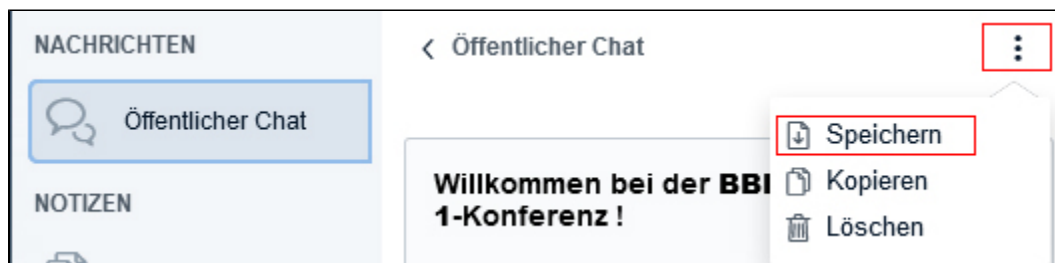 NACHRICHTEN
Öffentlicher Chat
NOTIZEN
Öffentlicher Chat
Willkommen bei der
1-Konferenz !
Speichern
Kopieren
Löschen